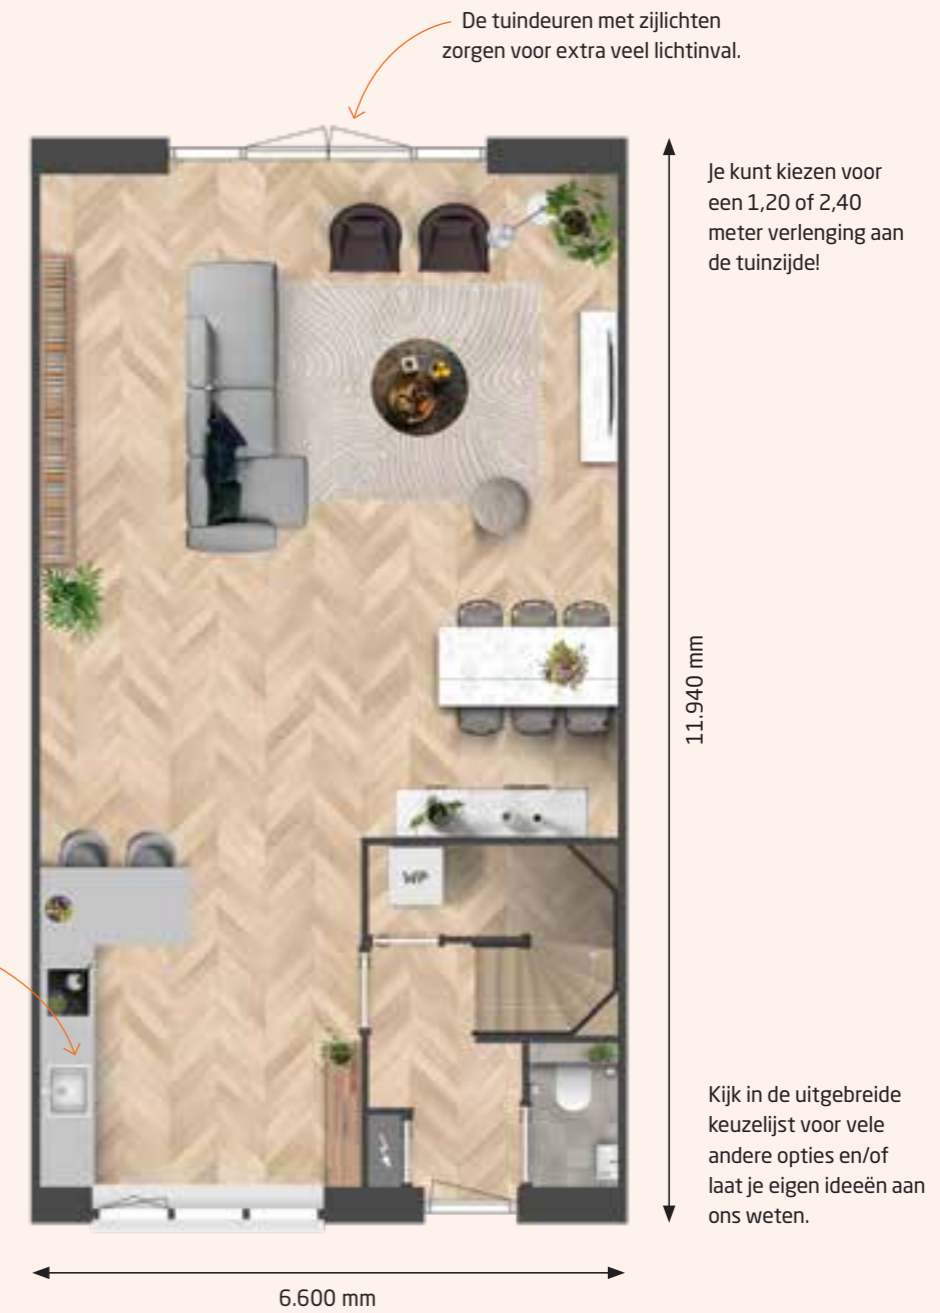 De tuindeuren met zijlichten
zorgen voor extra veel lichtinval.
Je kunt kiezen voor
een 1,20 of 2,40
meter verlenging aan
de tuinzijde!
11.940 mm
WP
Kijk in de uitgebreide
keuzelijst voor vele
andere opties en/of
laat je eigen ideeën aan
ons weten.
6.600 mm